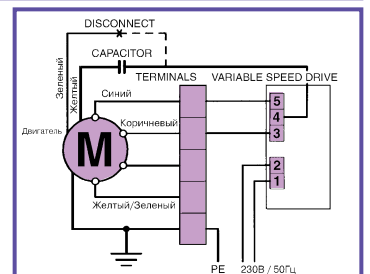 DISCONNECT
CAPACITOR
TERMINALS
VARIABLE SPEED DRIVE
Зеленый
Желтый
Синий
Коричневый
Двигатель
M
Желтый/Зеленый
5
4
3
2
1
PE
230В / 50Гц